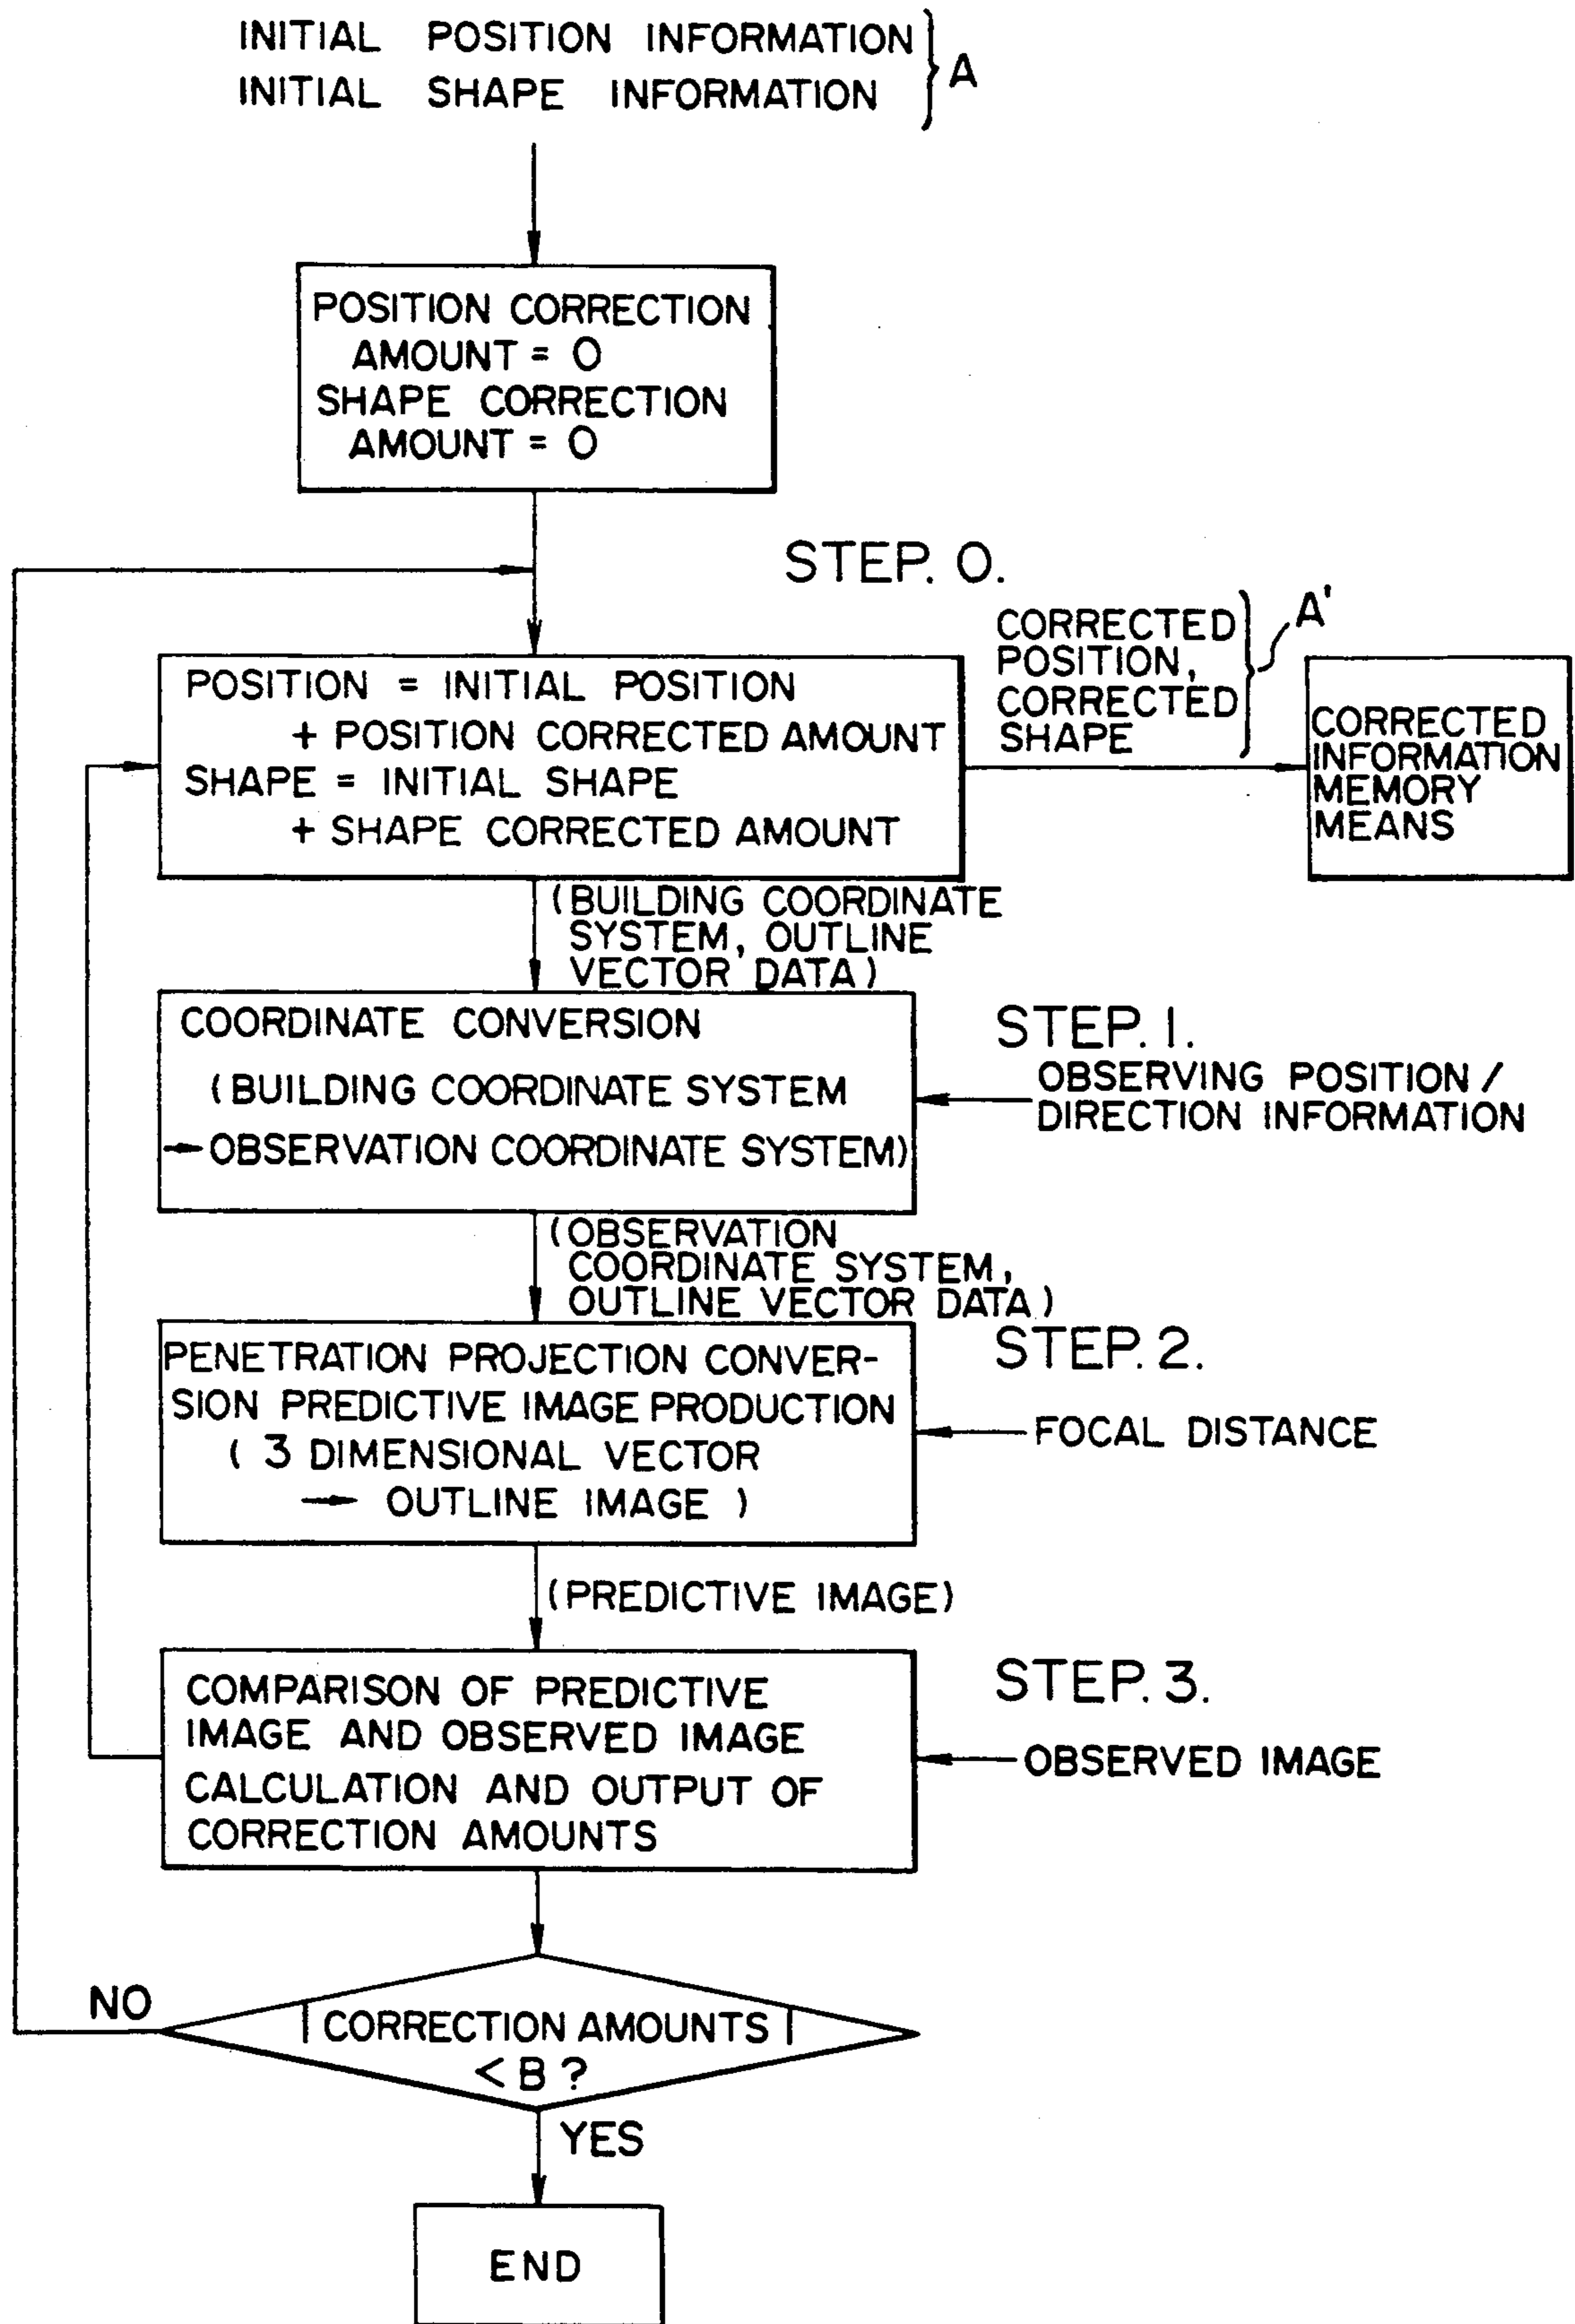 INITIAL POSITION INFORMATION
INITIAL SHAPE INFORMATION
A
POSITION CORRECTION
AMOUNT = 0
SHAPE CORRECTION
AMOUNT = 0
STEP. 0.
POSITION = INITIAL POSITION
+ POSITION CORRECTED AMOUNT
SHAPE = INITIAL SHAPE
+ SHAPE CORRECTED AMOUNT
CORRECTED
POSITION,
CORRECTED
SHAPE
A'
CORRECTED
INFORMATION
MEMORY
MEANS
(BUILDING COORDINATE
SYSTEM, OUTLINE
VECTOR DATA)
COORDINATE CONVERSION
(BUILDING COORDINATE SYSTEM
→ OBSERVATION COORDINATE SYSTEM)
STEP. 1.
OBSERVING POSITION /
DIRECTION INFORMATION
(OBSERVATION
COORDINATE SYSTEM,
OUTLINE VECTOR DATA)
PENETRATION PROJECTION CONVER-
SION PREDICTIVE IMAGE PRODUCTION
( 3 DIMENSIONAL VECTOR
→ OUTLINE IMAGE )
STEP. 2.
FOCAL DISTANCE
(PREDICTIVE IMAGE)
COMPARISON OF PREDICTIVE
IMAGE AND OBSERVED IMAGE
CALCULATION AND OUTPUT OF
CORRECTION AMOUNTS
STEP. 3.
OBSERVED IMAGE
NO
| CORRECTION AMOUNTS |
< B ?
YES
END